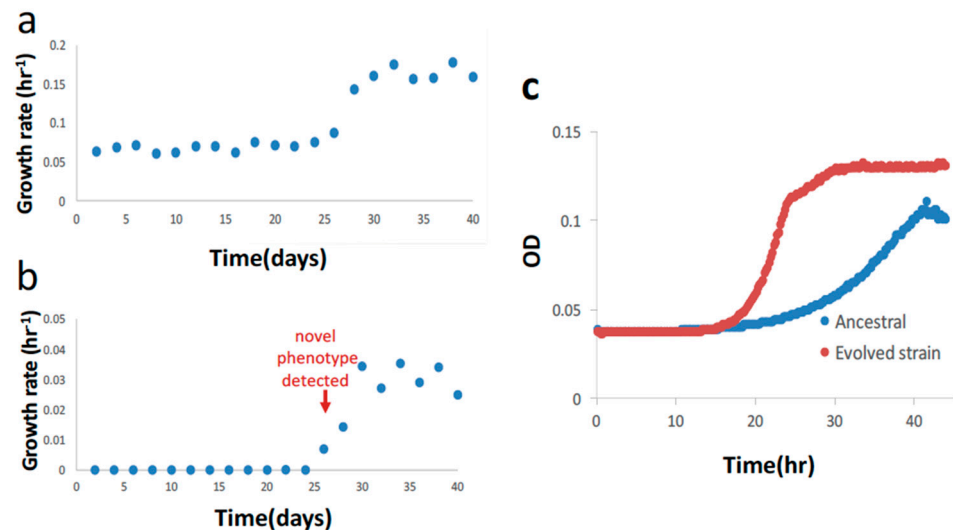 a
Growth rate (hr-1)
0.2
0.15
0.1
0.05
0
0 5 10 15 20 25 30 35 40
Time(days)
b
Growth rate (hr-1)
0.05
0.04
0.03
0.02
0.01
0
novel
phenotype
detected
0 5 10 15 20 25 30 35 40
Time(days)
c
OD
0.15
0.1
0.05
0
Ancestral
Evolved strain
0 10 20 30 40
Time(hr)